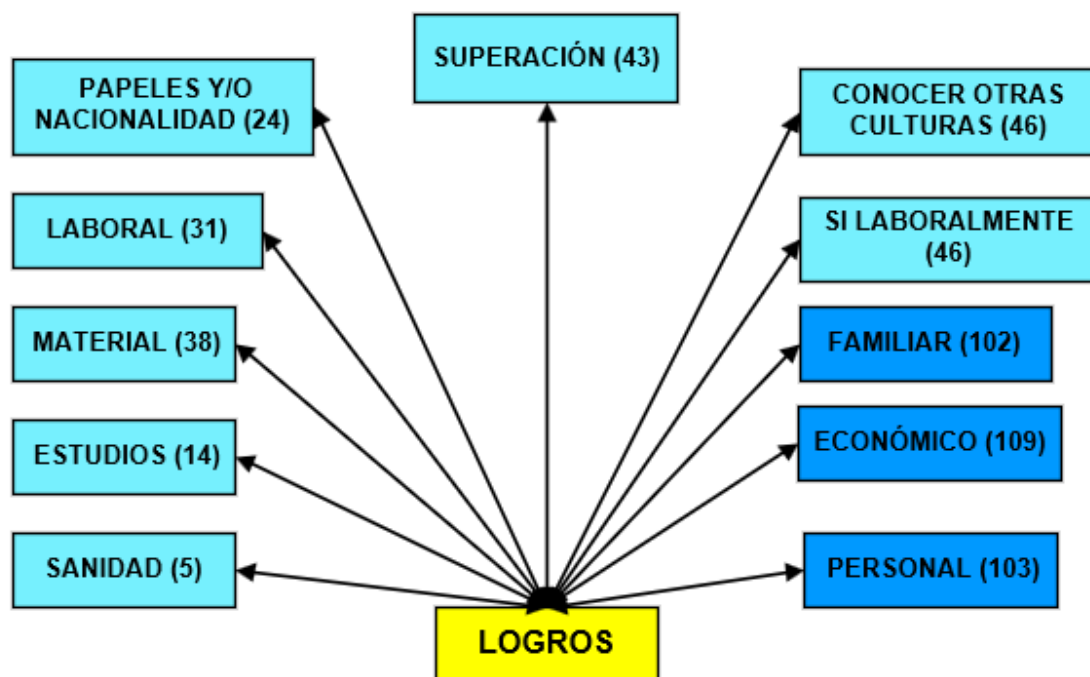 SUPERACIÓN (43)
PAPELES Y/O
NACIONALIDAD (24)
CONOCER OTRAS
CULTURAS (46)
LABORAL (31)
SI LABORALMENTE
(46)
MATERIAL (38)
FAMILIAR (102)
ESTUDIOS (14)
ECONÓMICO (109)
SANIDAD (5)
PERSONAL (103)
LOGROS